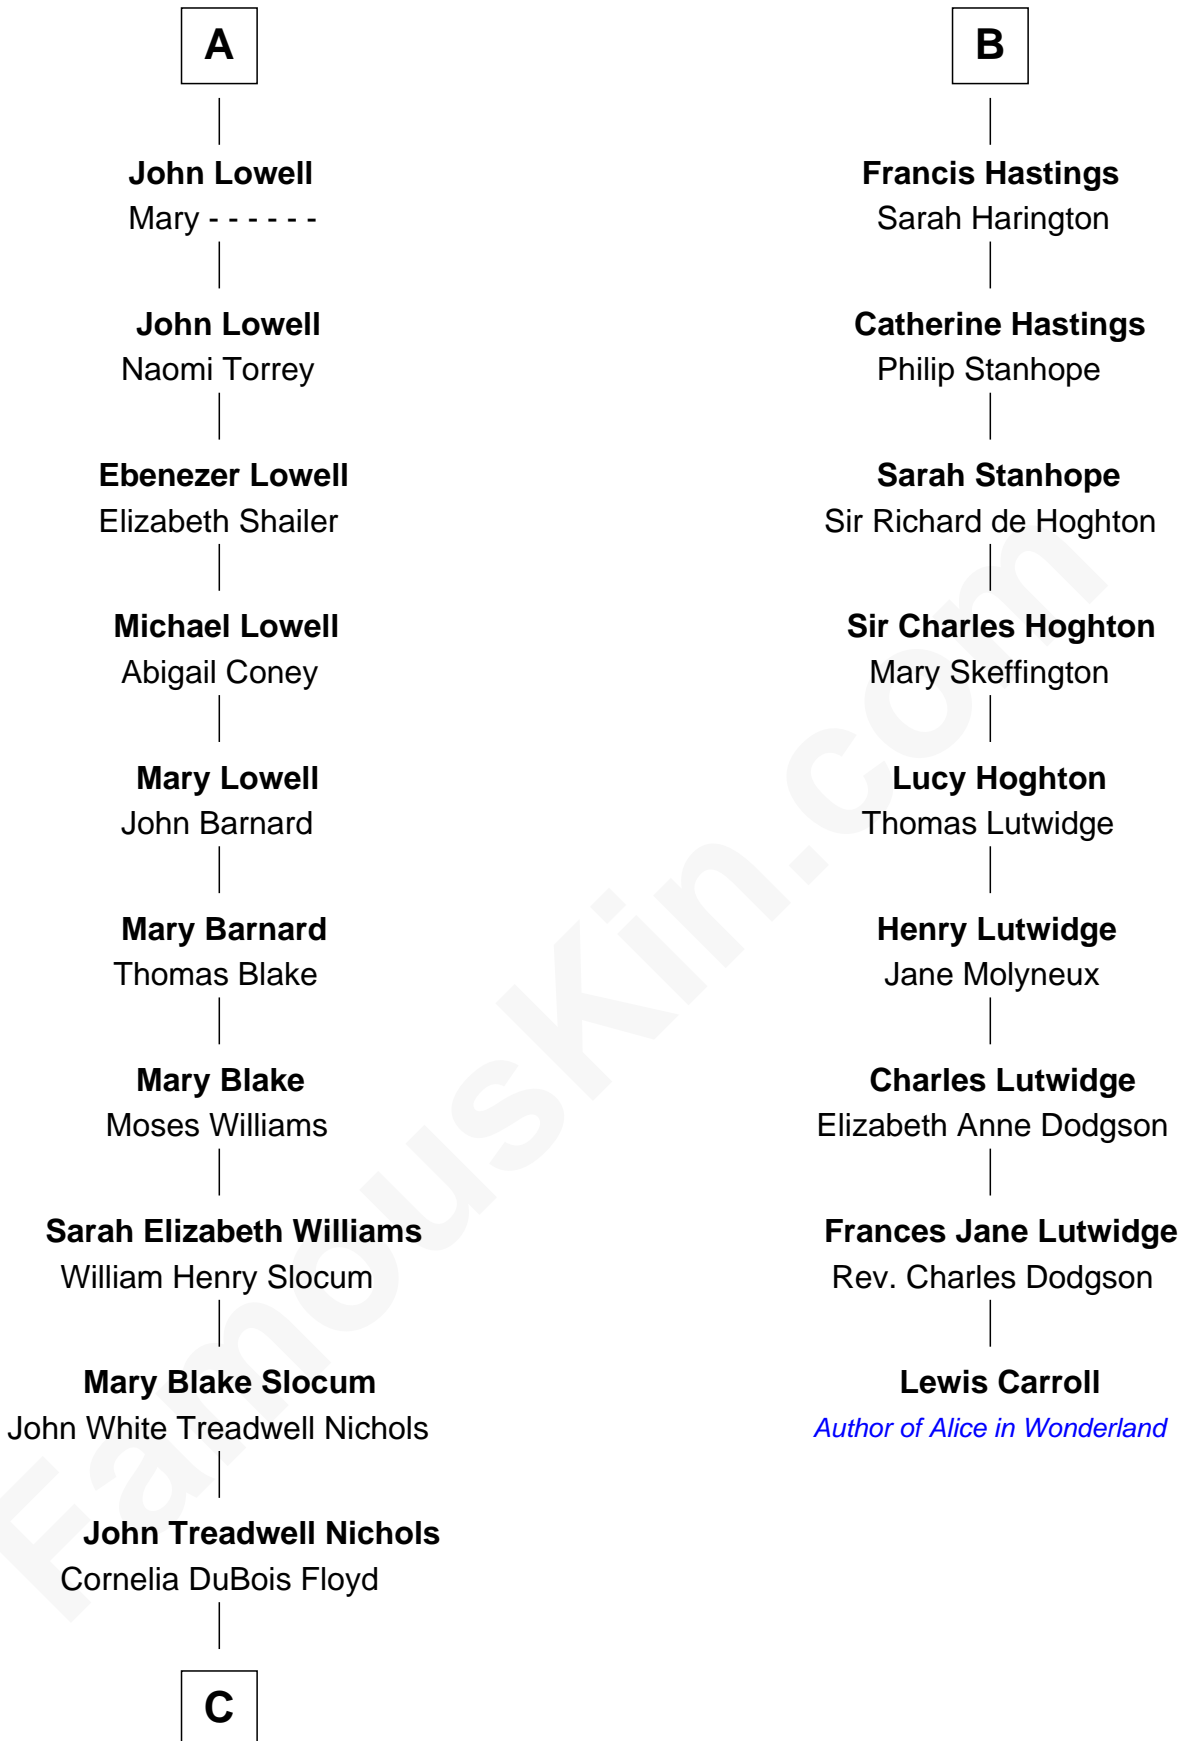 A
John Lowell
Mary - - - - - -
John Lowell
Naomi Torrey
Ebenezer Lowell
Elizabeth Shailer
Michael Lowell
Abigail Coney
Mary Lowell
John Barnard
Mary Barnard
Thomas Blake
Mary Blake
Moses Williams
Sarah Elizabeth Williams
William Henry Slocum
Mary Blake Slocum
John White Treadwell Nichols
John Treadwell Nichols
Cornelia DuBois Floyd
C
B
Francis Hastings
Sarah Harington
Catherine Hastings
Philip Stanhope
Sarah Stanhope
Sir Richard de Hoghton
Sir Charles Hoghton
Mary Skeffington
Lucy Hoghton
Thomas Lutwidge
Henry Lutwidge
Jane Molyneux
Charles Lutwidge
Elizabeth Anne Dodgson
Frances Jane Lutwidge
Rev. Charles Dodgson
Lewis Carroll
Author of Alice in Wonderland
FamousKin.com